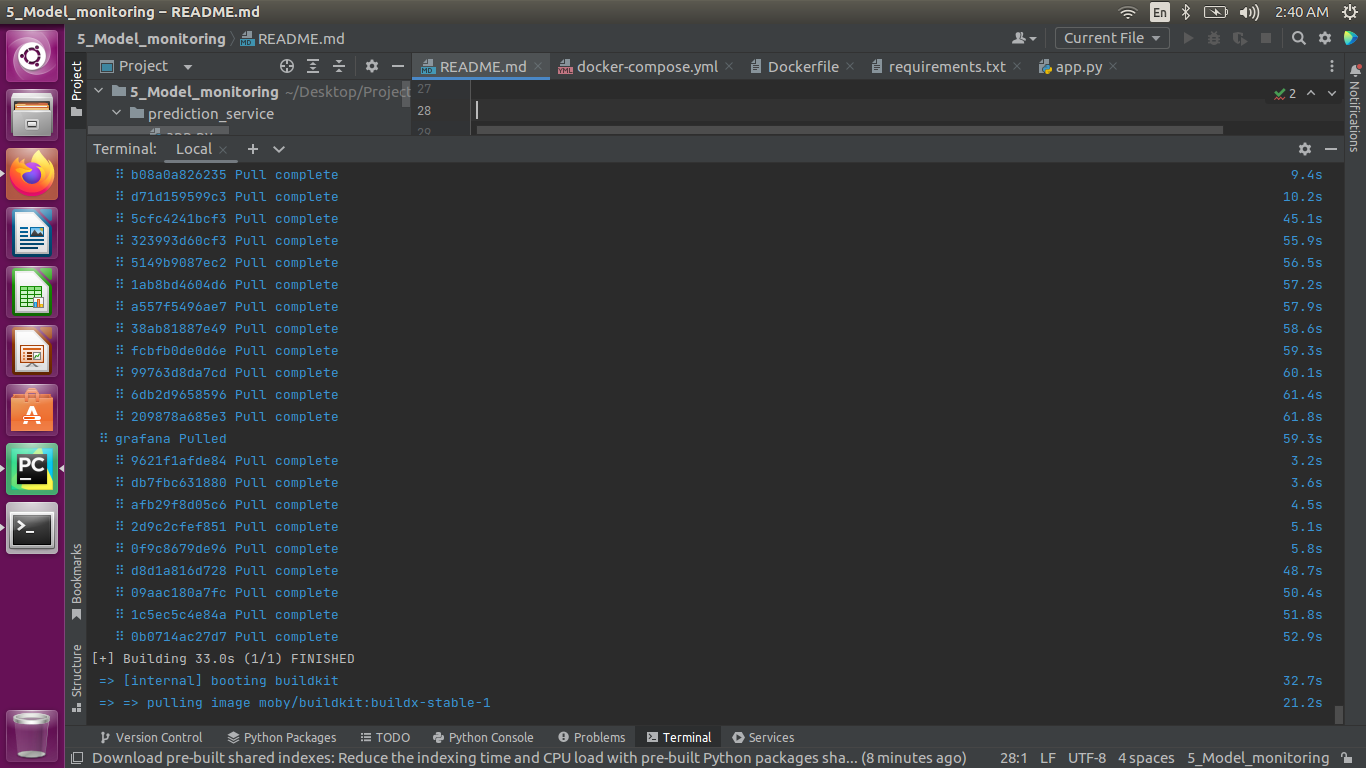 5_Model_monitoring – README.md
En
2:40 AM
5_Model_monitoring
README.md
Current File
Project
Project
README.md
docker-compose.yml
Dockerfile
requirements.txt
app.py
5_Model_monitoring ~/Desktop/Project
prediction_service
27
28
29
2
Notifications
Terminal:
Local
b08a0a826235 Pull complete 9.4s
d71d159599c3 Pull complete 10.2s
5cfc4241bcf3 Pull complete 45.1s
323993d60cf3 Pull complete 55.9s
5149b9087ec2 Pull complete 56.5s
1ab8bd4604d6 Pull complete 57.2s
a557f5496ae7 Pull complete 57.9s
38ab81887e49 Pull complete 58.6s
fcbfb0de0d6e Pull complete 59.3s
99763d8da7cd Pull complete 60.1s
6db2d9658596 Pull complete 61.4s
209878a685e3 Pull complete 61.8s
grafana Pulled 59.3s
9621f1afde84 Pull complete 3.2s
db7fbc631880 Pull complete 3.6s
afb29f8d05c6 Pull complete 4.5s
2d9c2cfef851 Pull complete 5.1s
0f9c8679de96 Pull complete 5.8s
d8d1a816d728 Pull complete 48.7s
09aac180a7fc Pull complete 50.4s
1c5ec5c4e84a Pull complete 51.8s
0b0714ac27d7 Pull complete 52.9s
[+] Building 33.0s (1/1) FINISHED
=> [internal] booting buildkit 32.7s
=> => pulling image moby/buildkit:buildx-stable-1 21.2s
Bookmarks
Structure
PC
Version Control
Python Packages
TODO
Python Console
Problems
Terminal
Services
Download pre-built shared indexes: Reduce the indexing time and CPU load with pre-built Python packages sha... (8 minutes ago)
28:1 LF UTF-8 4 spaces 5_Model_monitoring